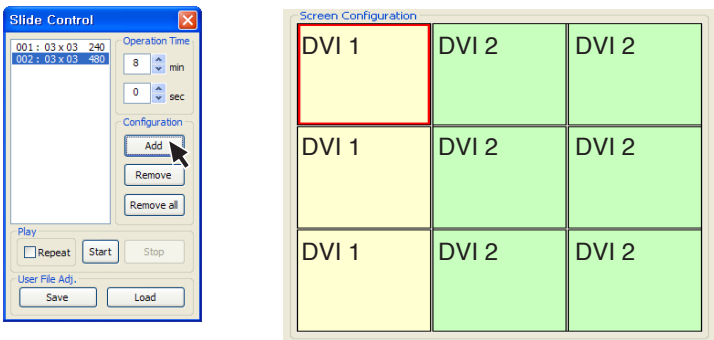 Slide Control
001 : 03 x 03 240
002 : 03 x 03 480
Operation Time
8 min
0 sec
Configuration
Add
Remove
Remove all
Play
Repeat Start Stop
User File Adj.
Save Load
Screen Configuration
DVI 1 DVI 2 DVI 2
DVI 1 DVI 2 DVI 2
DVI 1 DVI 2 DVI 2